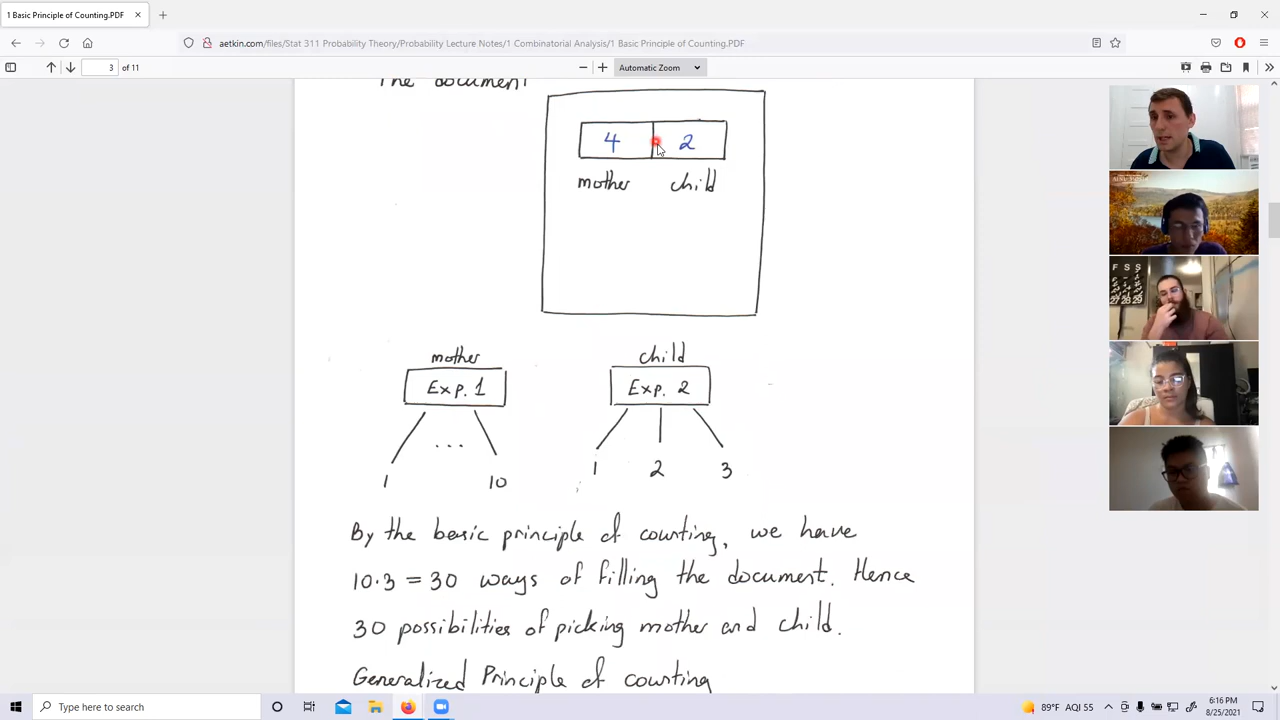 1 Basic Principle of Counting.PDF
aetkin.com/files/Stat 311 Probability Theory/Probability Lecture Notes/1 Combinatorial Analysis/1 Basic Principle of Counting.PDF
3 of 11
Automatic Zoom
The document
4 2
mother child
mother child
Exp. 1 Exp. 2
...
1 2 3
1 10
By the basic principle of counting, we have
10·3 = 30 ways of filling the document. Hence
30 possibilities of picking mother and child.
Generalized Principle of counting
F S S
27 28 29
Type here to search
89°F AQI 55
6:16 PM
8/25/2021